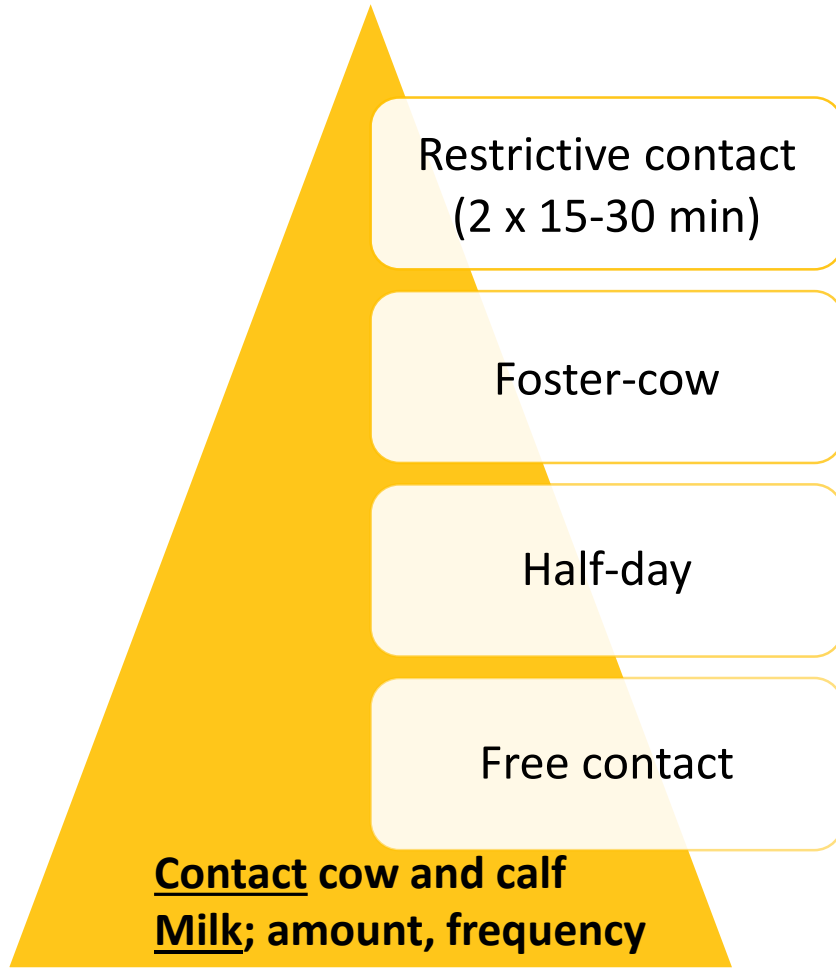 Restrictive contact
(2 x 15-30 min)
Foster-cow
Half-day
Free contact
Contact cow and calf
Milk; amount, frequency